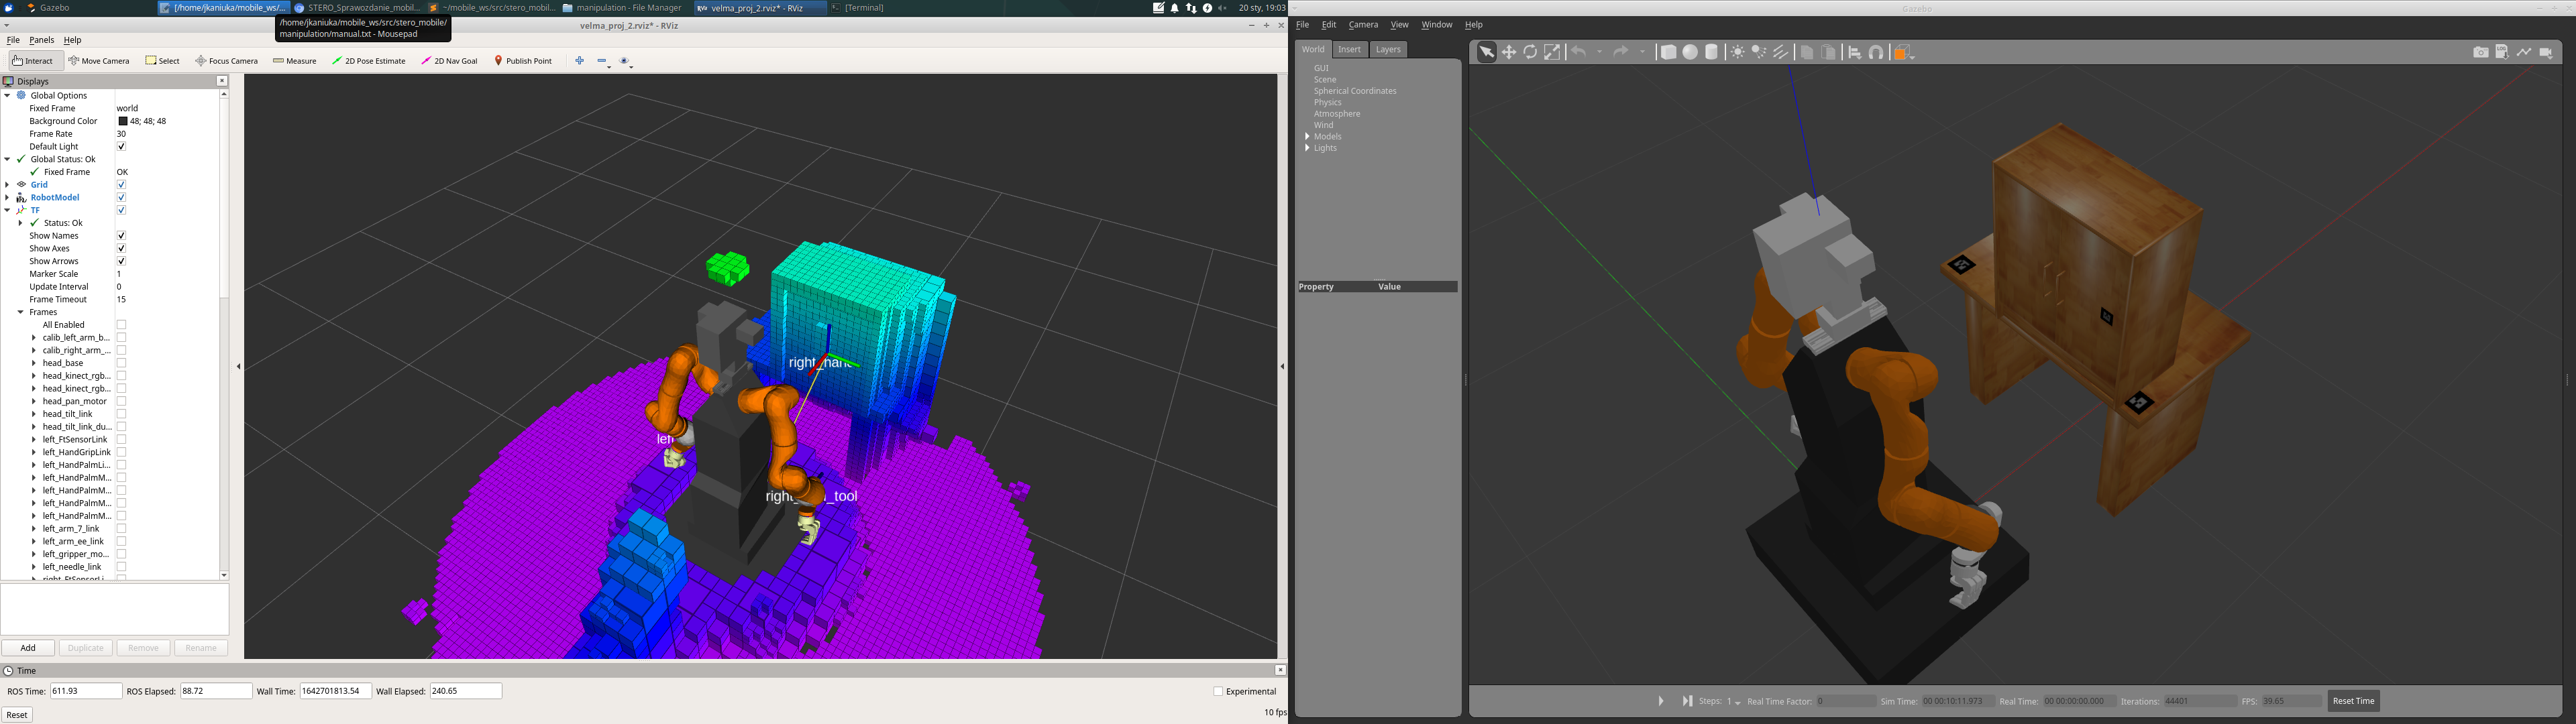 Gazebo
[/home/jkaniuka/mobile_ws/...
STERO_Sprawozdanie_mobil...
~/mobile_ws/src/stero_mobil...
manipulation - File Manager
velma_proj_2.rviz* - RViz
[Terminal]
20 sty, 19:03
/home/jkaniuka/mobile_ws/src/stero_mobile/
manipulation/manual.txt - Mousepad
velma_proj_2.rviz* - RViz
File Panels Help
Interact Move Camera Select Focus Camera Measure 2D Pose Estimate 2D Nav Goal Publish Point
Displays
Global Options
Fixed Frame world
Background Color 48; 48; 48
Frame Rate 30
Default Light
Global Status: Ok
Fixed Frame OK
Grid
RobotModel
TF
Status: Ok
Show Names
Show Axes
Show Arrows
Marker Scale 1
Update Interval 0
Frame Timeout 15
Frames
All Enabled
calib_left_arm_b...
calib_right_arm_...
head_base
head_kinect_rgb...
head_kinect_rgb...
head_pan_motor
head_tilt_link
head_tilt_link_du...
left_FtSensorLink
left_HandGripLink
left_HandPalmLi...
left_HandPalmM...
left_HandPalmM...
left_HandPalmM...
left_HandPalmM...
left_arm_7_link
left_arm_ee_link
left_gripper_mo...
left_needle_link
right_FtSensorLi...
Add Duplicate Remove Rename
right_hand
left
right _tool
Time
ROS Time: 611.93 ROS Elapsed: 88.72 Wall Time: 1642701813.54 Wall Elapsed: 240.65 Experimental
Reset 10 fps
Gazebo
File Edit Camera View Window Help
World Insert Layers
GUI
Scene
Spherical Coordinates
Physics
Atmosphere
Wind
Models
Lights
Property Value
Steps: 1 Real Time Factor: 0 Sim Time: 00 00:10:11.973 Real Time: 00 00:00:00.000 Iterations: 44401 FPS: 39.65 Reset Time